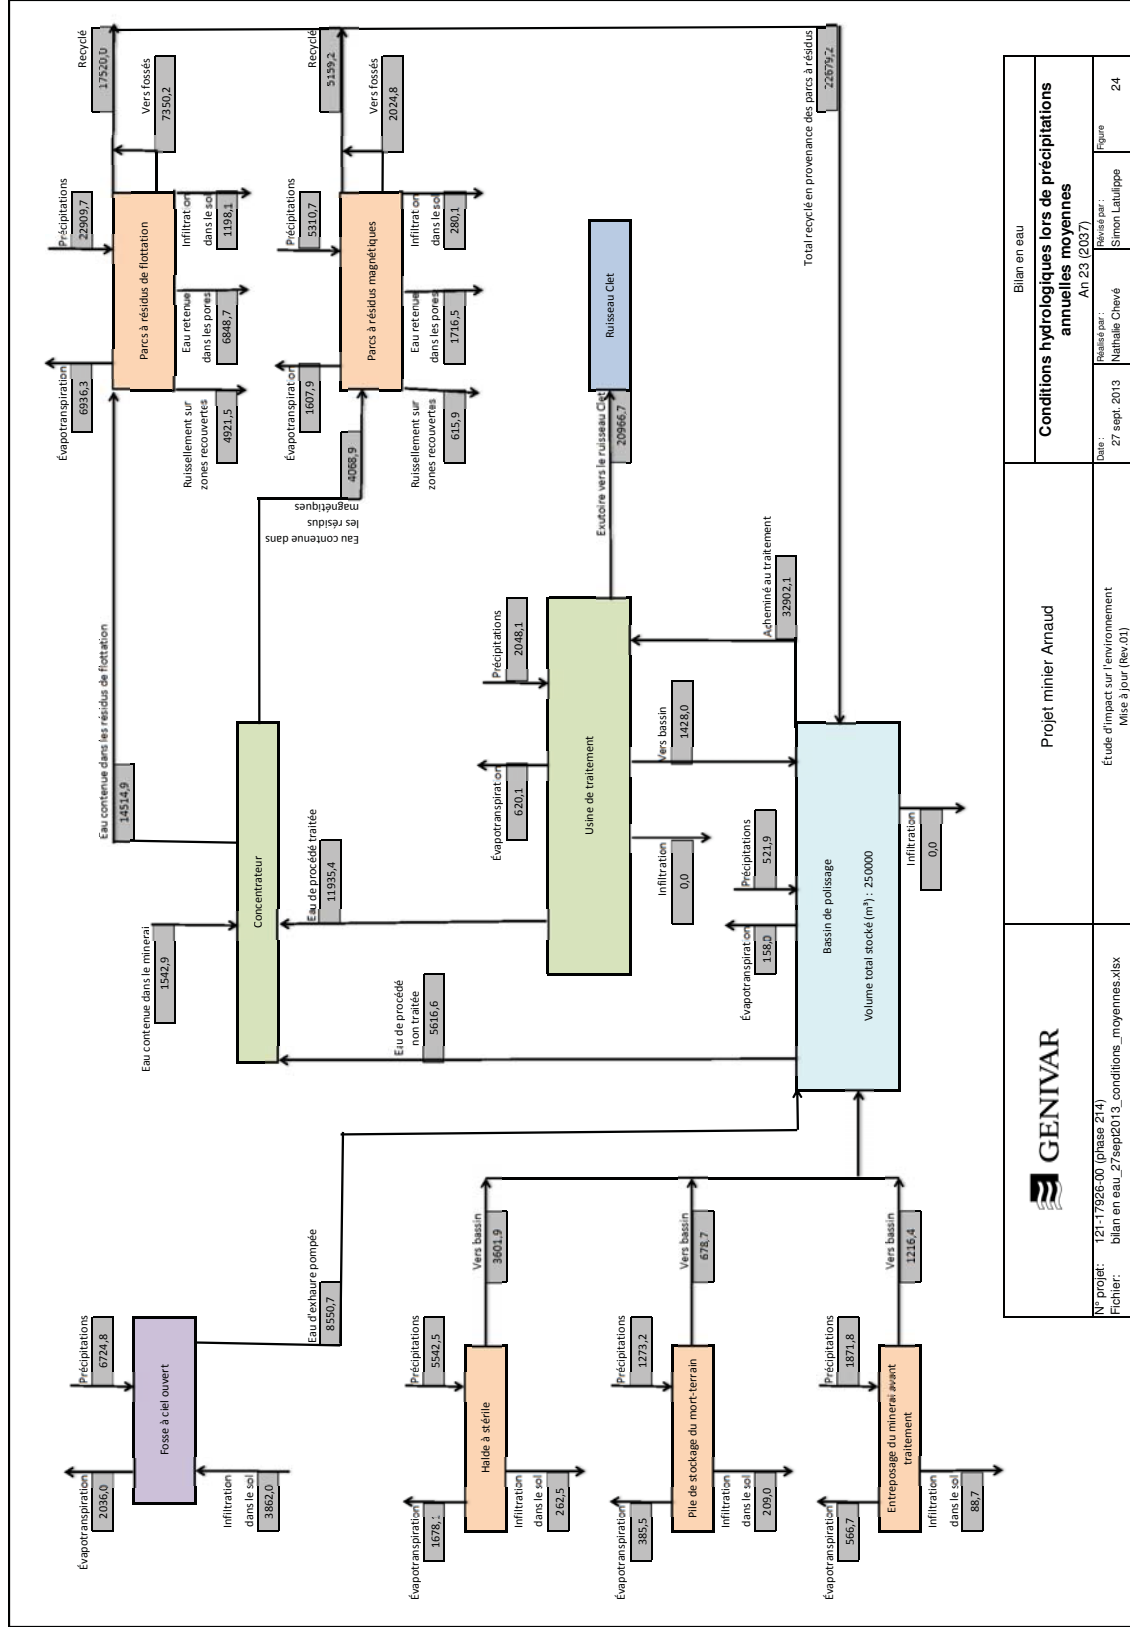 Évapotranspiration
2036,0
Précipitations
6724,8
Fosse à ciel ouvert
Infiltration
dans le sol
3862,0
Eau d'exhaure pompée
8550,7
Évapotranspiration
Précipitations
5542,5
Halde à stérile
Infiltration
dans le sol
262,5
Vers bassin
3601,9
Évapotranspiration
385,5
Précipitations
1273,2
Pile de stockage du mort-terrain
Infiltration
dans le sol
209,0
Vers bassin
678,7
Évapotranspiration
566,7
Précipitations
1871,8
Entreposage du minerai avant
traitement
Infiltration
dans le sol
88,7
Vers bassin
1216,4
Eau contenue dans le minerai
1542,9
Concentrateur
Eau de procédé
non traitée
5616,6
Eau de procédé traitée
11935,4
Eau contenue dans les résidus de flottation
14514,9
Eau contenue dans
les résidus
magnétiques
4068,9
Évapotranspiration
620,1
Précipitations
2048,1
Usine de traitement
Infiltration
0,0
Vers bassin
1428,0
Acheminé au traitement
32902,1
Exutoire vers le ruisseau Clet
20966,7
Ruisseau Clet
Évapotranspiration
158,0
Précipitations
521,9
Bassin de polissage
Volume total stocké (m³) : 250000
Infiltration
0,0
Évapotranspiration
6936,3
Précipitations
22909,7
Parcs à résidus de flottation
Ruissellement sur
zones recouvertes
4921,5
Eau retenue
dans les pores
6848,7
Infiltration
dans le sol
1198,1
Recyclé
17520,0
Vers fossés
7350,2
Évapotranspiration
1607,9
Précipitations
5310,7
Parcs à résidus magnétiques
Ruissellement sur
zones recouvertes
615,9
Eau retenue
dans les pores
1716,5
Infiltration
dans le sol
280,1
Recyclé
5159,2
Vers fossés
2024,8
Total recyclé en provenance des parcs à résidus
22679,2
GENIVAR
N° projet: 121-17926-00 (phase 214)
Fichier: bilan en eau_27sept2013_conditions_moyennes.xlsx
Projet minier Arnaud
Étude d'impact sur l'environnement
Mise à jour (Rev.01)
Bilan en eau
Conditions hydrologiques lors de précipitations
annuelles moyennes
An 23 (2037)
Date :
27 sept. 2013
Réalisé par :
Nathalie Chevé
Révisé par :
Simon Latulippe
Figure
24